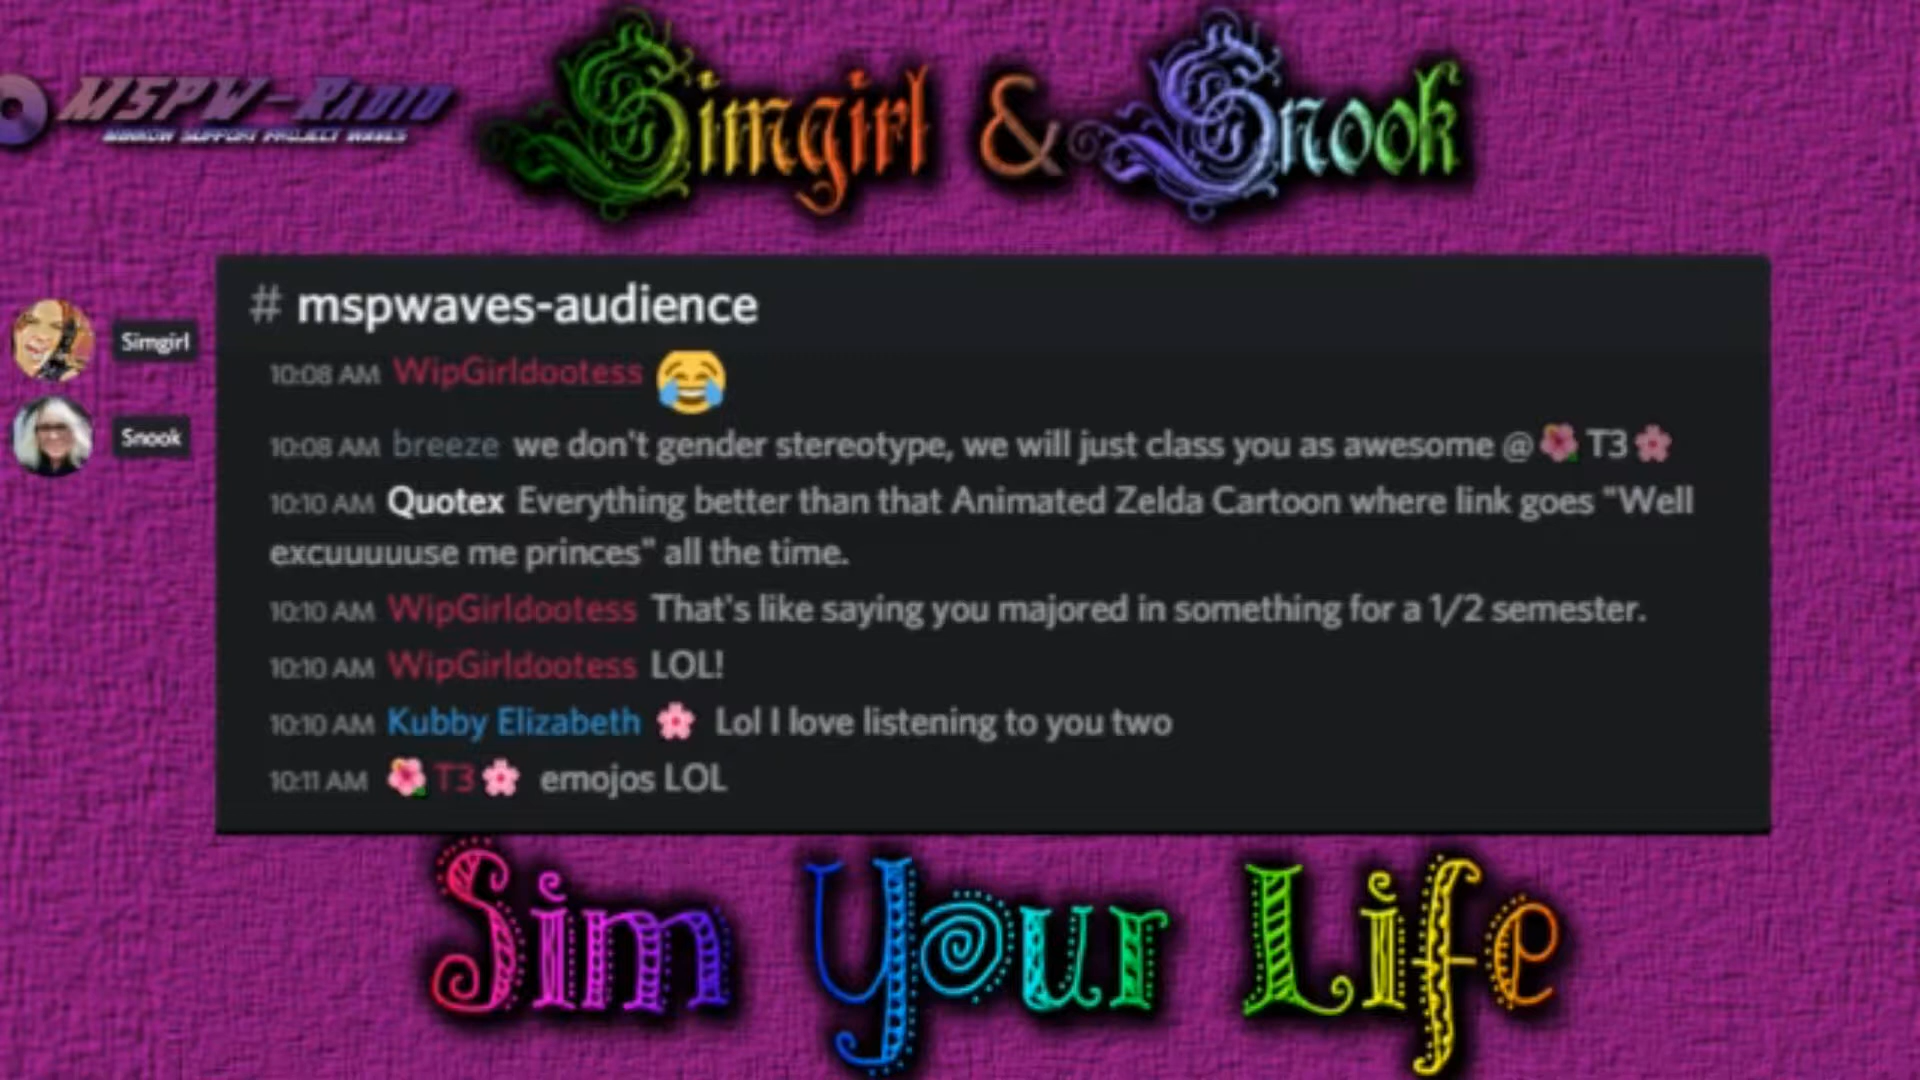 MSPW-Radio
MINNOW SUPPORT PROJECT WAVES
Simgirl & Snook
# mspwaves-audience
Simgirl
Snook
10:08 AM WipGirldootess 😂
10:08 AM breeze we don't gender stereotype, we will just class you as awesome @🌺T3🌸
10:10 AM Quotex Everything better than that Animated Zelda Cartoon where link goes "Well
excuuuuuse me princes" all the time.
10:10 AM WipGirldootess That's like saying you majored in something for a 1/2 semester.
10:10 AM WipGirldootess LOL!
10:10 AM Kubby Elizabeth 🌸 Lol I love listening to you two
10:11 AM 🌺T3🌸 emojos LOL
Sim Your Life